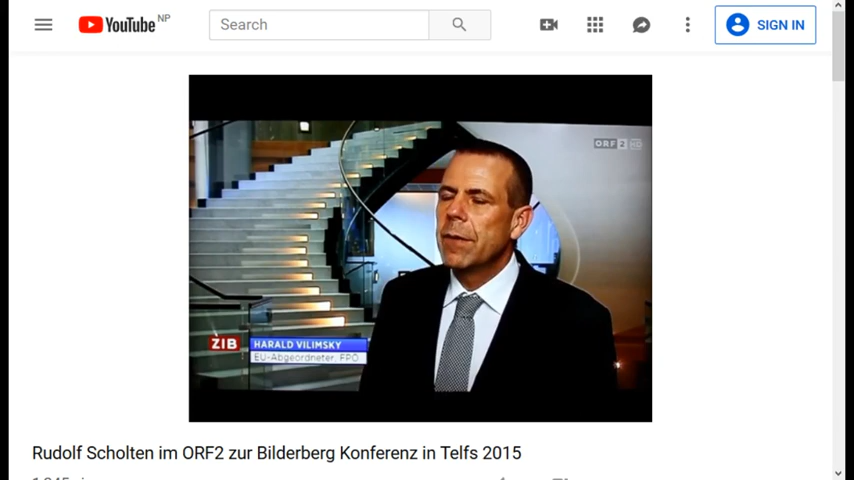 YouTube NP
Search
SIGN IN
ORF 2 HD
ZIB
HARALD VILIMSKY
EU-Abgeordneter, FPÖ
Rudolf Scholten im ORF2 zur Bilderberg Konferenz in Telfs 2015